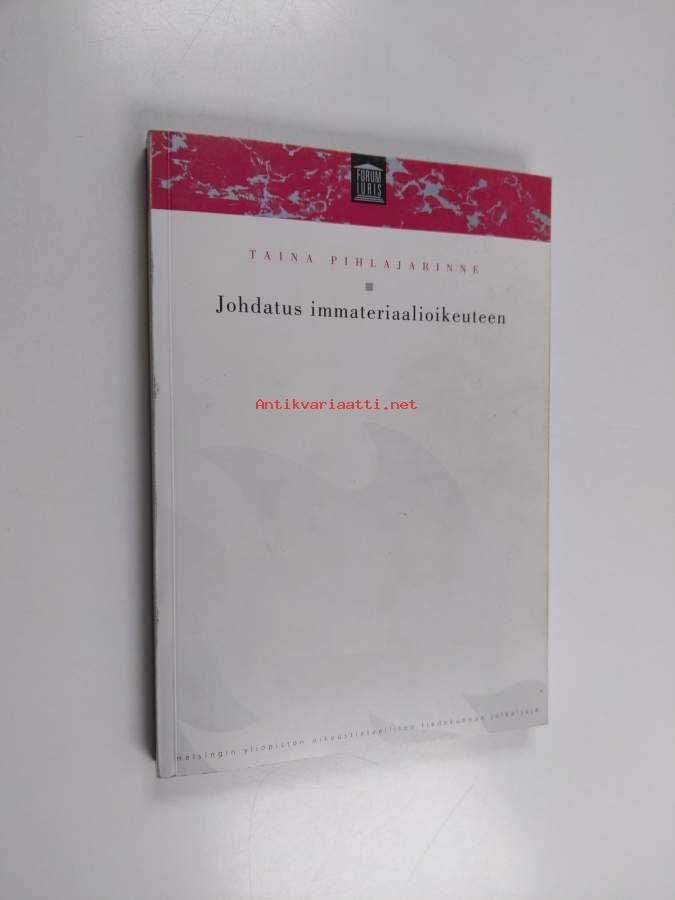 FORUM
IURIS
TAINA PIHLAJARINNE
Johdatus immateriaalioikeuteen
Antikvariaatti.net
Helsingin yliopiston oikeustieteellisen tiedekunnan julkaisuja